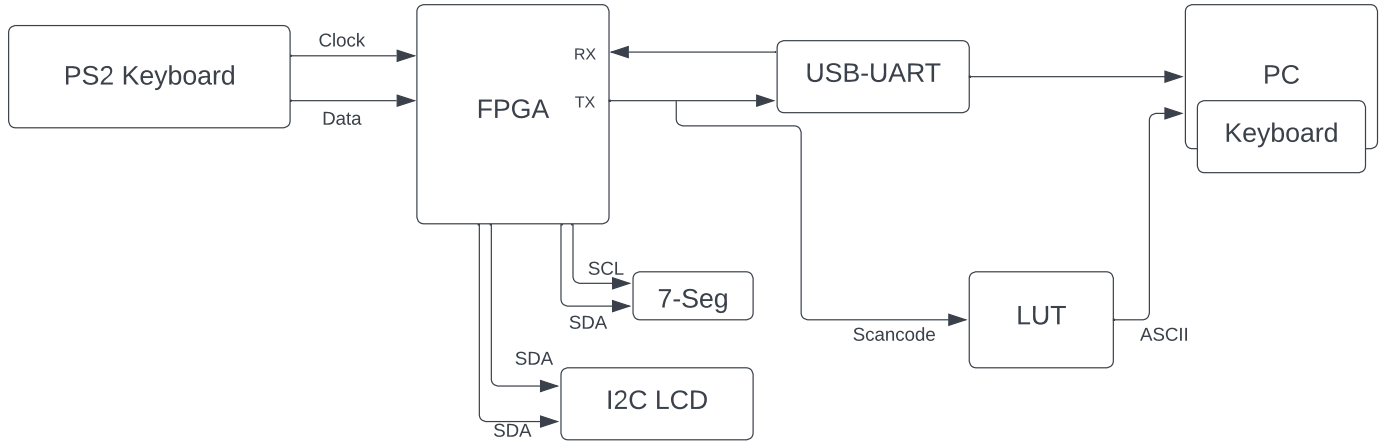 PS2 Keyboard
Clock
Data
FPGA
RX
TX
USB-UART
PC
Keyboard
SCL
SDA
7-Seg
SDA
SDA
I2C LCD
Scancode
LUT
ASCII